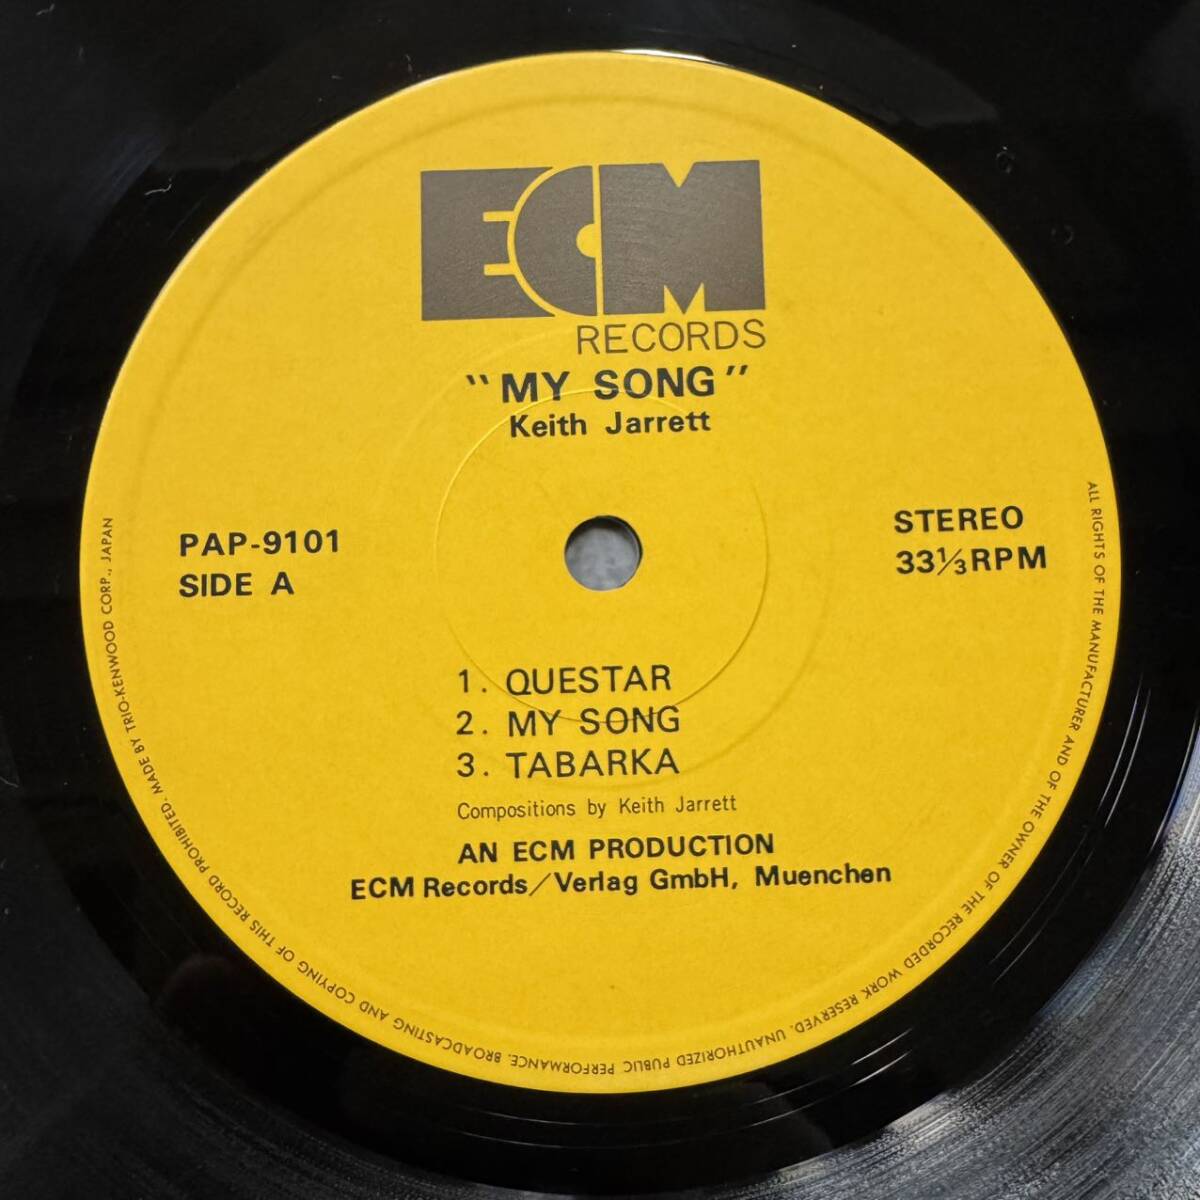 ECM
RECORDS
"MY SONG"
Keith Jarrett
PAP-9101
SIDE A
STEREO
33⅓RPM
1. QUESTAR
2. MY SONG
3. TABARKA
Compositions by Keith Jarrett
AN ECM PRODUCTION
ECM Records/Verlag GmbH, Muenchen
ALL RIGHTS OF THE MANUFACTURER AND OF THE OWNER OF THE RECORDED WORK RESERVED. UNAUTHORIZED PUBLIC PERFORMANCE. BROADCASTING AND COPYING OF THIS RECORD PROHIBITED. MADE BY TRIO-KENWOOD CORP., JAPAN